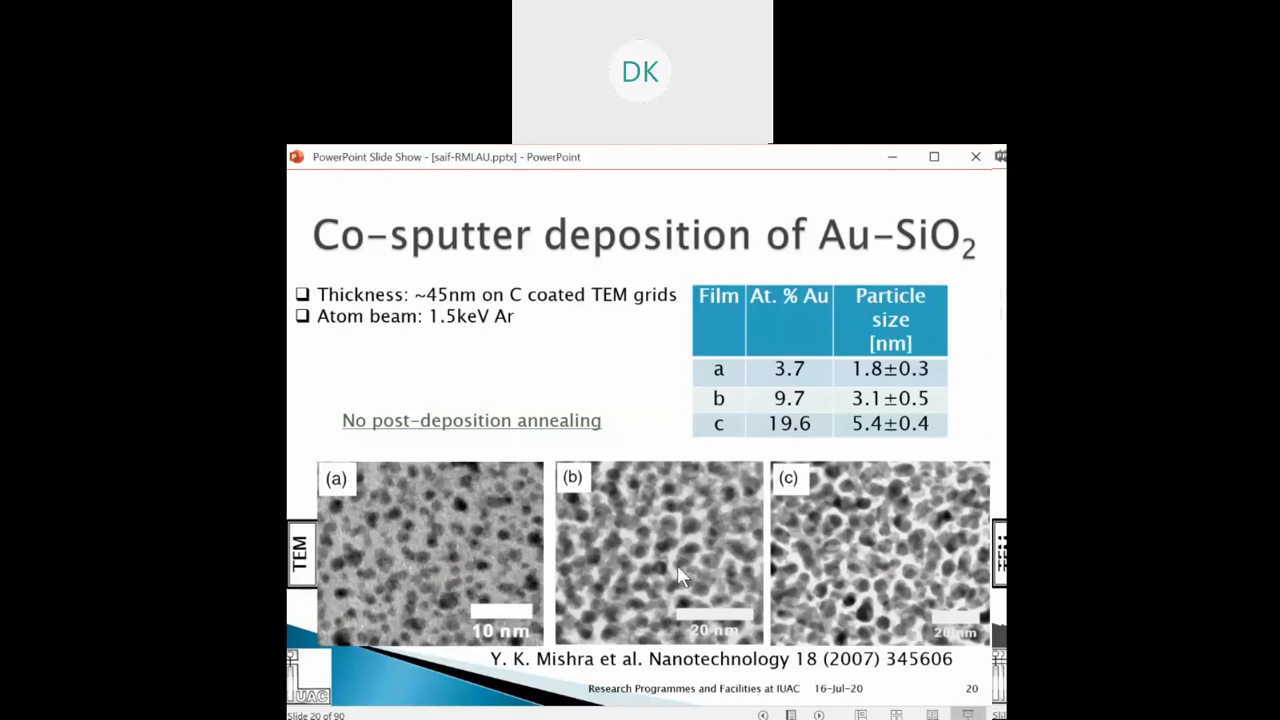 DK
PowerPoint Slide Show - [saif-RMLAU.pptx] - PowerPoint
Co-sputter deposition of Au-SiO₂
❑ Thickness: ~45nm on C coated TEM grids
❑ Atom beam: 1.5keV Ar
No post-deposition annealing
Film At. % Au Particle
size
[nm]
a 3.7 1.8±0.3
b 9.7 3.1±0.5
c 19.6 5.4±0.4
(a) (b) (c)
TEM
10 nm 20 nm 20 nm
Y. K. Mishra et al. Nanotechnology 18 (2007) 345606
IUAC
Research Programmes and Facilities at IUAC 16-Jul-20 20
Slide 20 of 90